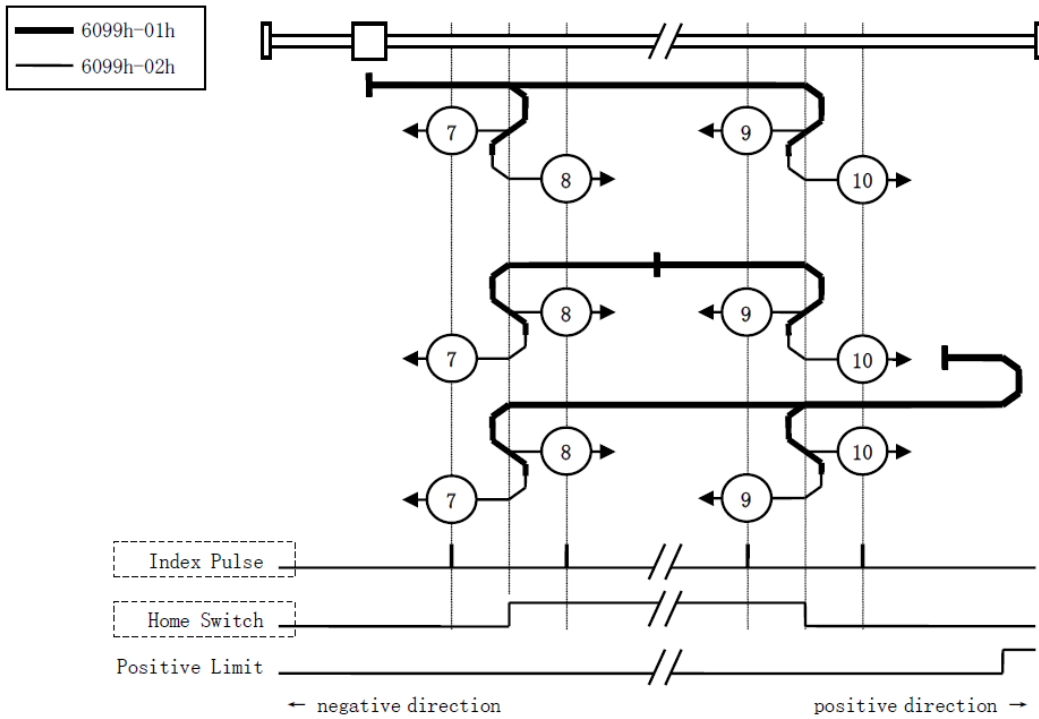 6099h-01h
6099h-02h
7
9
8
10
8
9
7
10
8
10
7
9
Index Pulse
Home Switch
Positive Limit
← negative direction
positive direction →